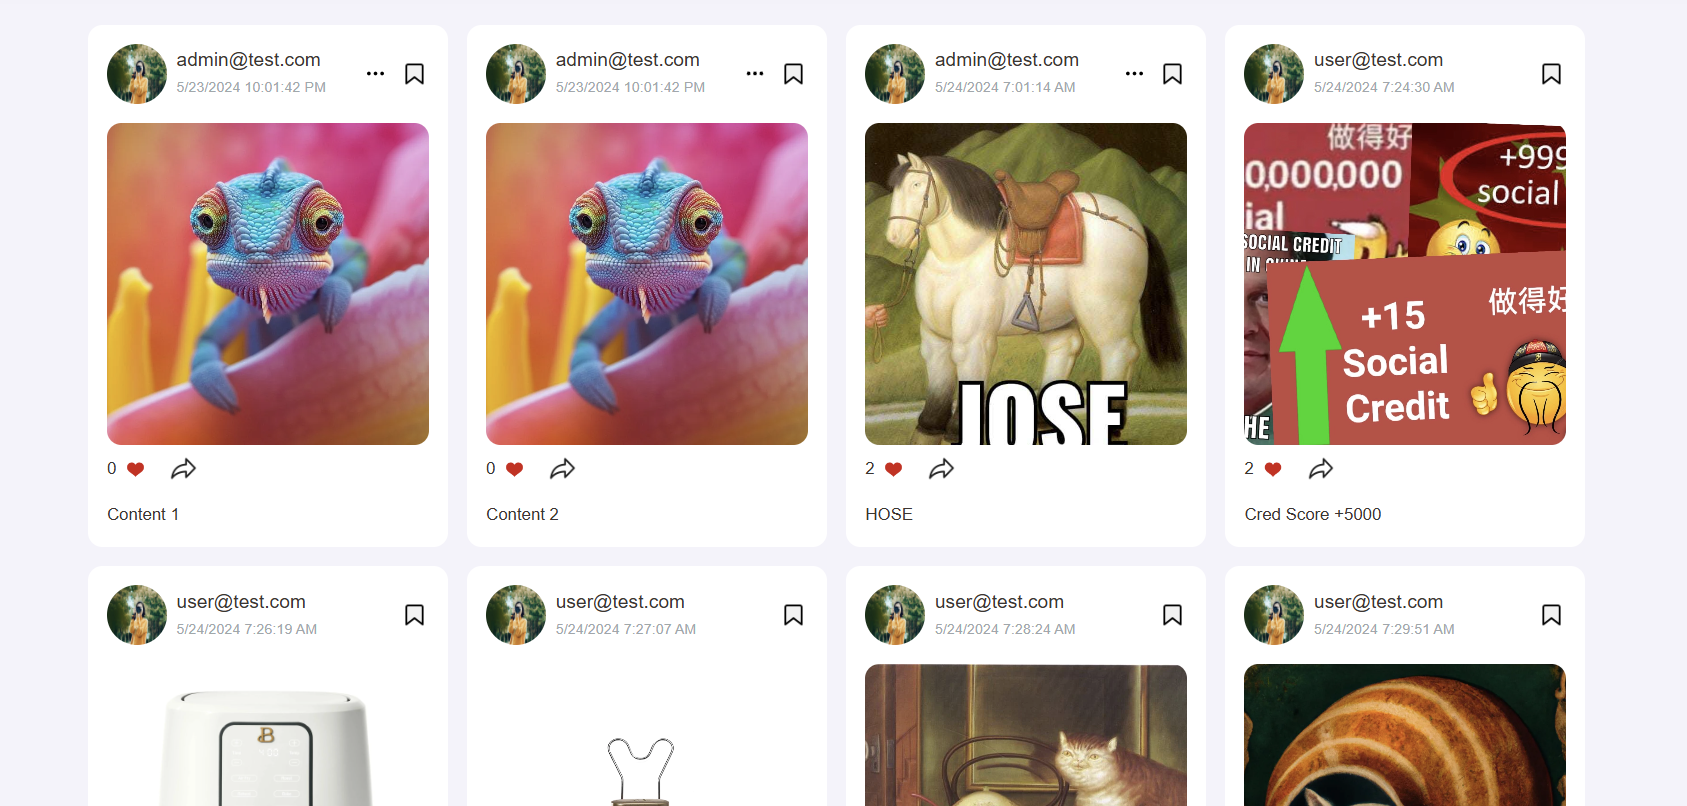 admin@test.com
5/23/2024 10:01:42 PM
0
Content 1
admin@test.com
5/23/2024 10:01:42 PM
0
Content 2
admin@test.com
5/24/2024 7:01:14 AM
JOSE
2
HOSE
user@test.com
5/24/2024 7:24:30 AM
做得好
0,000,000
ial
+999
social
SOCIAL CREDIT
IN
+15
Social
Credit
做得好
HE
2
Cred Score +5000
user@test.com
5/24/2024 7:26:19 AM
B
user@test.com
5/24/2024 7:27:07 AM
user@test.com
5/24/2024 7:28:24 AM
user@test.com
5/24/2024 7:29:51 AM